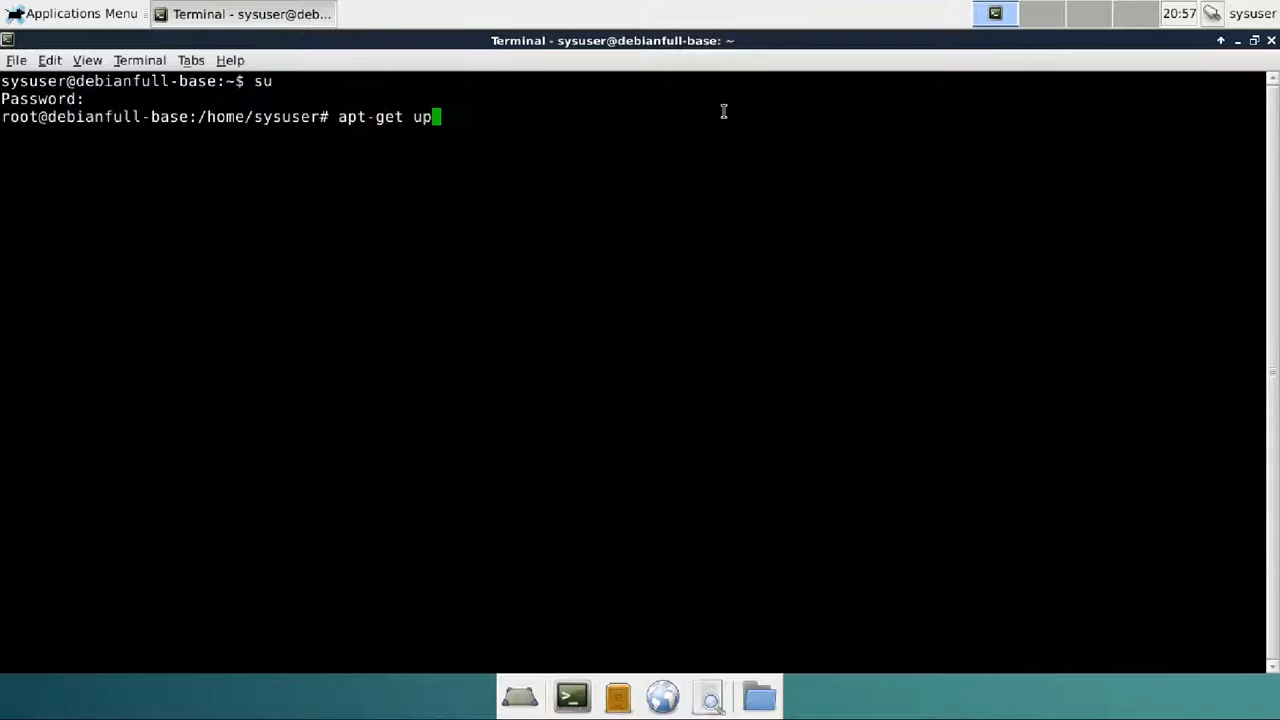 Applications Menu
Terminal - sysuser@deb...
20:57
sysuser
Terminal - sysuser@debianfull-base: ~
File Edit View Terminal Tabs Help
sysuser@debianfull-base:~$ su
Password:
root@debianfull-base:/home/sysuser# apt-get up